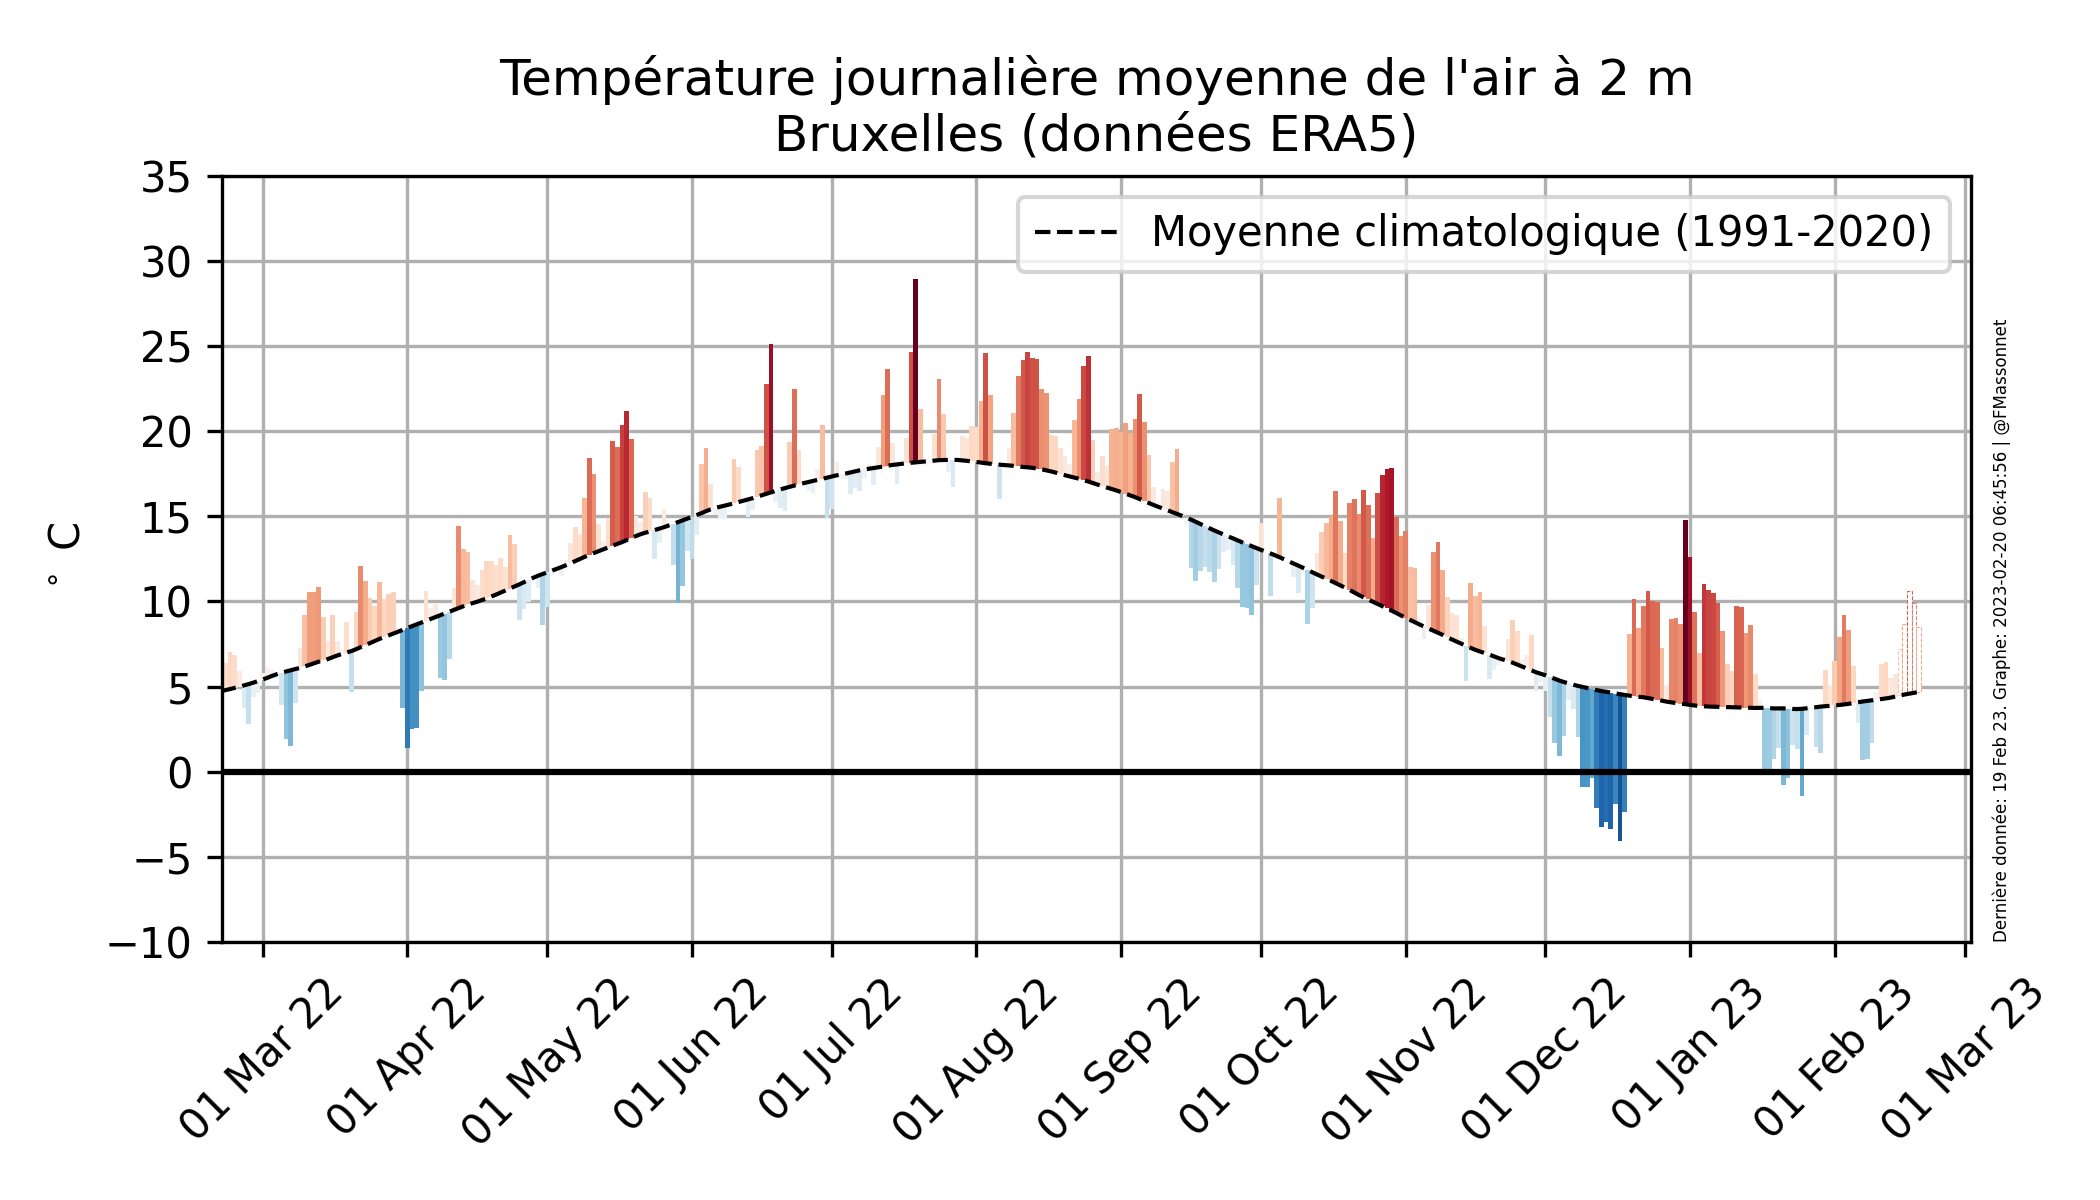 Température journalière moyenne de l'air à 2 m
Bruxelles (données ERA5)
35
30
25
20
15
10
5
0
−5
−10
° C
Moyenne climatologique (1991-2020)
01 Mar 22
01 Apr 22
01 May 22
01 Jun 22
01 Jul 22
01 Aug 22
01 Sep 22
01 Oct 22
01 Nov 22
01 Dec 22
01 Jan 23
01 Feb 23
01 Mar 23
Dernière donnée: 19 Feb 23. Graphe: 2023-02-20 06:45:56 | @FMassonnet